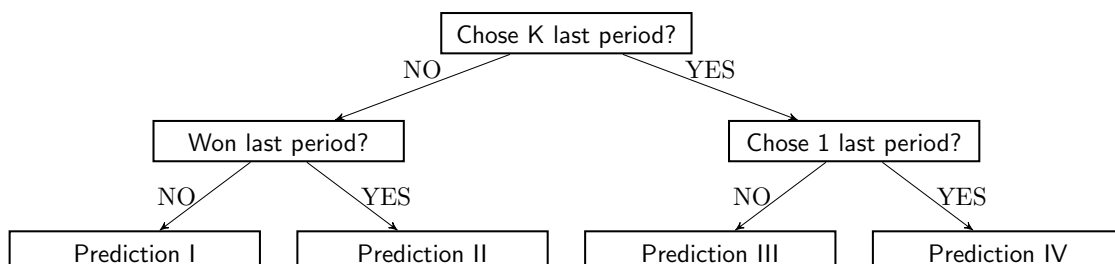 Chose K last period?
NO YES
Won last period? Chose 1 last period?
NO YES NO YES
Prediction I Prediction II Prediction III Prediction IV